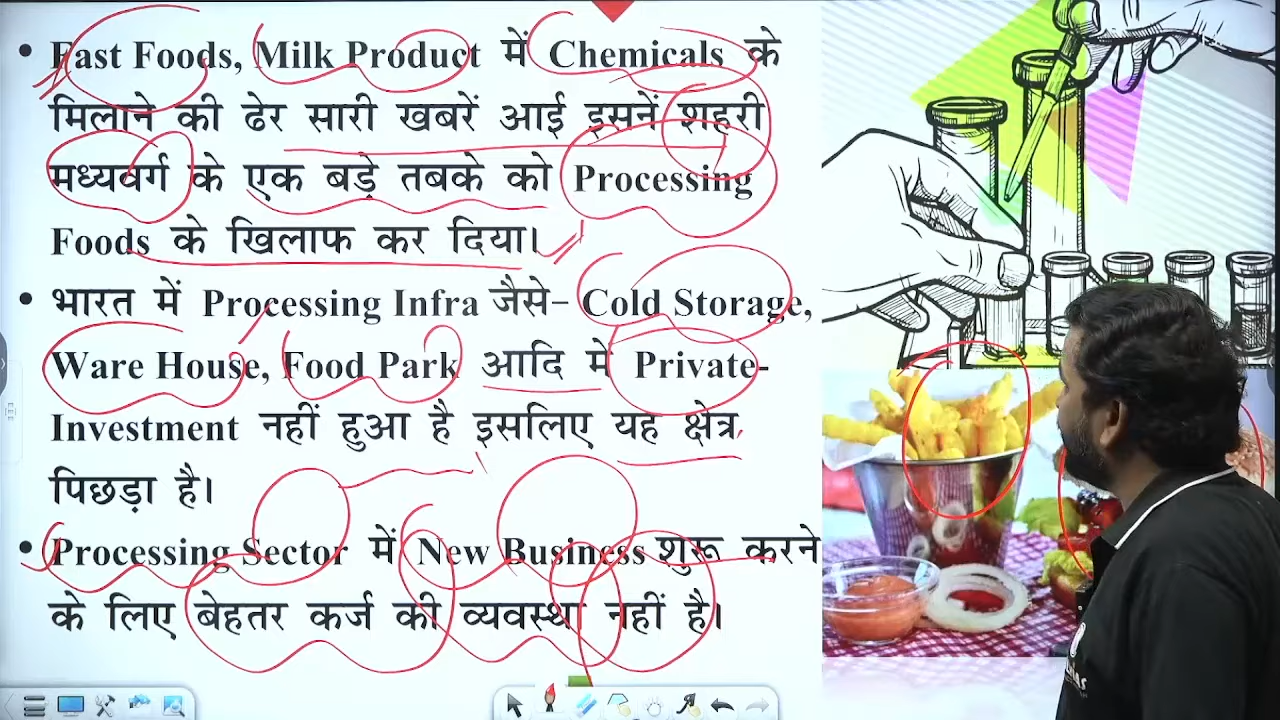 • Fast Foods, Milk Product में Chemicals के
मिलाने की ढेर सारी खबरें आई इसनें शहरी
मध्यवर्ग के एक बड़े तबके को Processing
Foods के खिलाफ कर दिया।
• भारत में Processing Infra जैसे– Cold Storage,
Ware House, Food Park आदि मे Private-
Investment नहीं हुआ है इसलिए यह क्षेत्र
पिछड़ा है।
• Processing Sector में New Business शुरू करने
के लिए बेहतर कर्ज की व्यवस्था नहीं है।